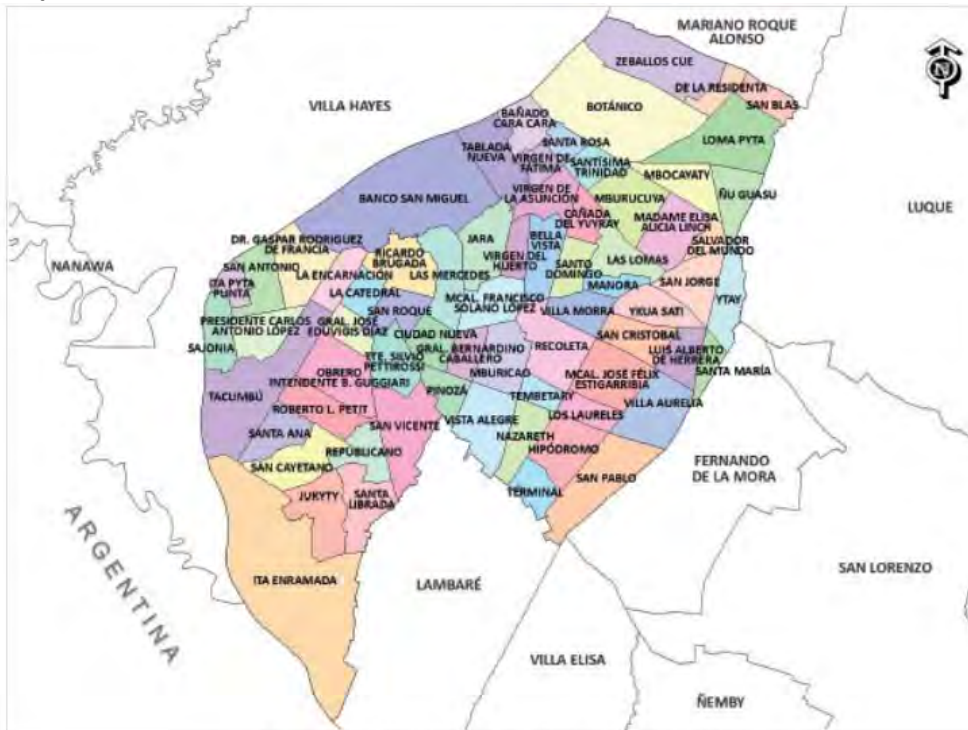 MARIANO ROQUE
ALONSO
N
ZEBALLOS CUE
DE LA RESIDENTA
SAN BLAS
VILLA HAYES
BOTÁNICO
BAÑADO
CARA CARA
LOMA PYTA
TABLADA
NUEVA
SANTA ROSA
VIRGEN DE
FÁTIMA
SANTÍSIMA
TRINIDAD
MBOCAYATY
ÑU GUASU
BANCO SAN MIGUEL
VIRGEN DE
LA ASUNCIÓN
MBURUCUYA
LUQUE
CAÑADA
DEL YVYRAY
MADAME ELISA
ALICIA LINCH
DR. GASPAR RODRIGUEZ
DE FRANCIA
RICARDO
BRUGADA
JARA
BELLA
VISTA
SALVADOR
DEL MUNDO
NANAWA
SAN ANTONIO
LA ENCARNACIÓN
LAS MERCEDES
VIRGEN DEL
HUERTO
SANTO
DOMINGO
LAS LOMAS
ITA PYTA
PUNTA
LA CATEDRAL
MANORA
SAN JORGE
MCAL. FRANCISCO
SOLANO LÓPEZ
YTAY
SAN ROQUE
VILLA MORRA
YKUA SATI
PRESIDENTE CARLOS
ANTONIO LÓPEZ
GRAL. JOSÉ
EDUVIGIS DÍAZ
CIUDAD NUEVA
SAN CRISTOBAL
SAJONIA
GRAL. BERNARDINO
CABALLERO
RECOLETA
LUIS ALBERTO
DE HERRERA
TTE. SILVIO
PETTIROSSI
SANTA MARÍA
OBRERO
MBURICAO
MCAL. JOSÉ FÉLIX
ESTIGARRIBIA
INTENDENTE B. GUGGIARI
PINOZÁ
TACUMBÚ
TEMBETARY
VILLA AURELIA
ROBERTO L. PETIT
LOS LAURELES
SAN VICENTE
VISTA ALEGRE
SANTA ANA
NAZARETH
REPÚBLICANO
HIPÓDROMO
FERNANDO
DE LA MORA
SAN CAYETANO
SAN PABLO
JUKYTY
SANTA
LIBRADA
TERMINAL
ARGENTINA
SAN LORENZO
ITA ENRAMADA
LAMBARÉ
VILLA ELISA
ÑEMBY